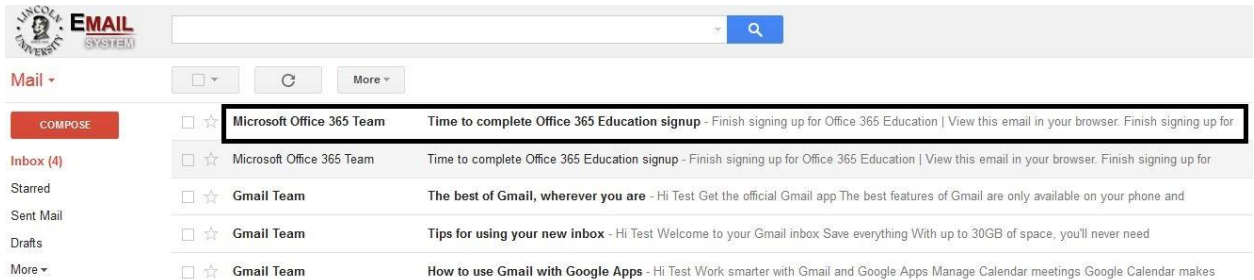 LINCOLN UNIVERSITY
EMAIL
SYSTEM
Mail
More
COMPOSE
Microsoft Office 365 Team Time to complete Office 365 Education signup - Finish signing up for Office 365 Education | View this email in your browser. Finish signing up for
Inbox (4)
Microsoft Office 365 Team Time to complete Office 365 Education signup - Finish signing up for Office 365 Education | View this email in your browser. Finish signing up for
Starred
Gmail Team The best of Gmail, wherever you are - Hi Test Get the official Gmail app The best features of Gmail are only available on your phone and
Sent Mail
Drafts
Gmail Team Tips for using your new inbox - Hi Test Welcome to your Gmail inbox Save everything With up to 30GB of space, you'll never need
More
Gmail Team How to use Gmail with Google Apps - Hi Test Work smarter with Gmail and Google Apps Manage Calendar meetings Google Calendar makes